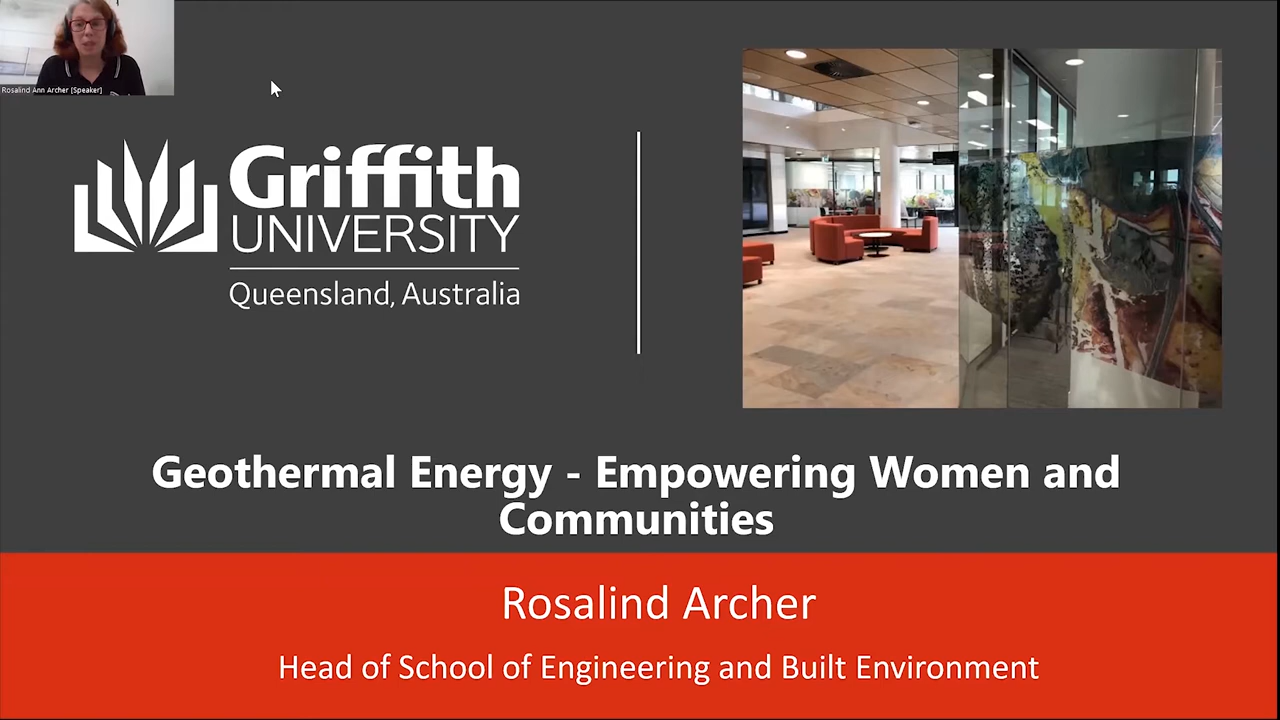 Rosalind Ann Archer [Speaker]
Griffith
UNIVERSITY
Queensland, Australia
Geothermal Energy - Empowering Women and
Communities
Rosalind Archer
Head of School of Engineering and Built Environment